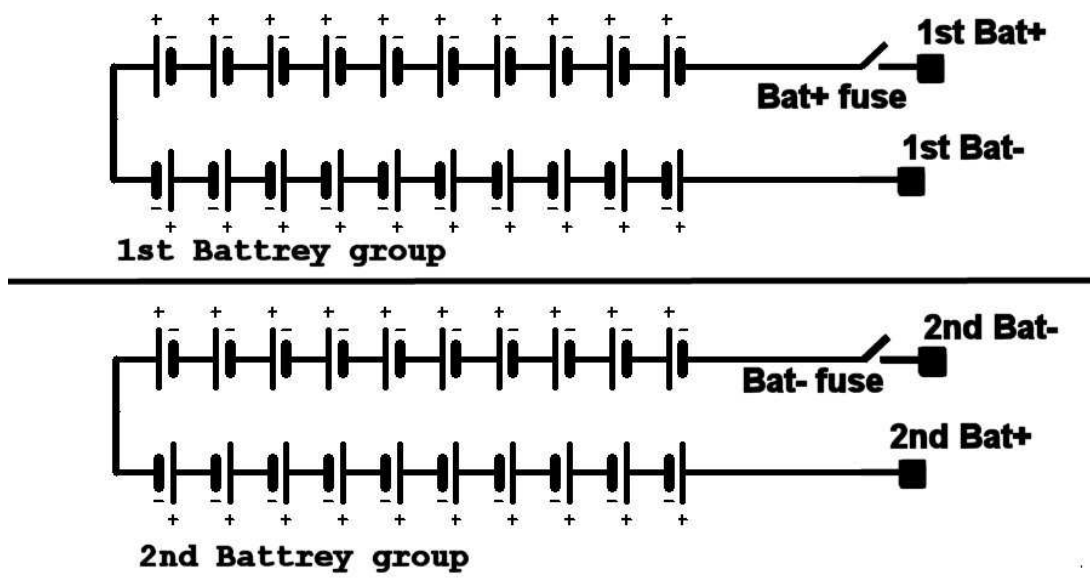 + + + + + + + + + +
- - - - - - - - - -
1st Bat+
Bat+ fuse
1st Bat-
- - - - - - - - - -
+ + + + + + + + + +
1st Battrey group
+ + + + + + + + + +
- - - - - - - - - -
2nd Bat-
Bat- fuse
2nd Bat+
- - - - - - - - - -
+ + + + + + + + + +
2nd Battrey group